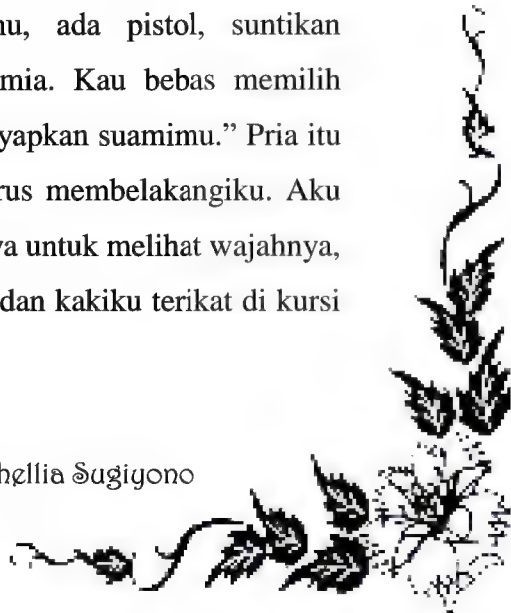 nu, ada pistol, suntikan
mia. Kau bebas memilih
yapkan suamimu.” Pria itu
rus membelakangiku. Aku
ya untuk melihat wajahnya,
dan kakiku terikat di kursi
hellia Sugiyono